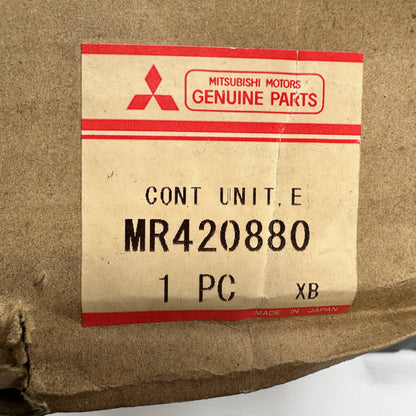 MITSUBISHI MOTORS
GENUINE PARTS
CONT UNIT, E
MR420880
1 PC XB
MADE IN JAPAN